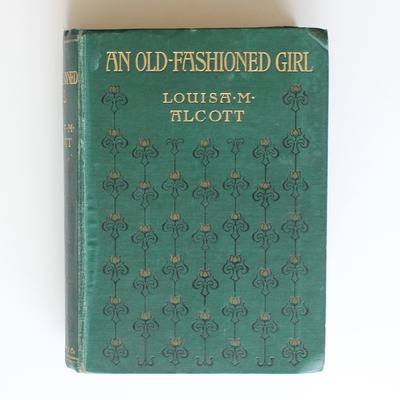 AN OLD-FASHIONED GIRL
LOUISA·M·
ALCOTT